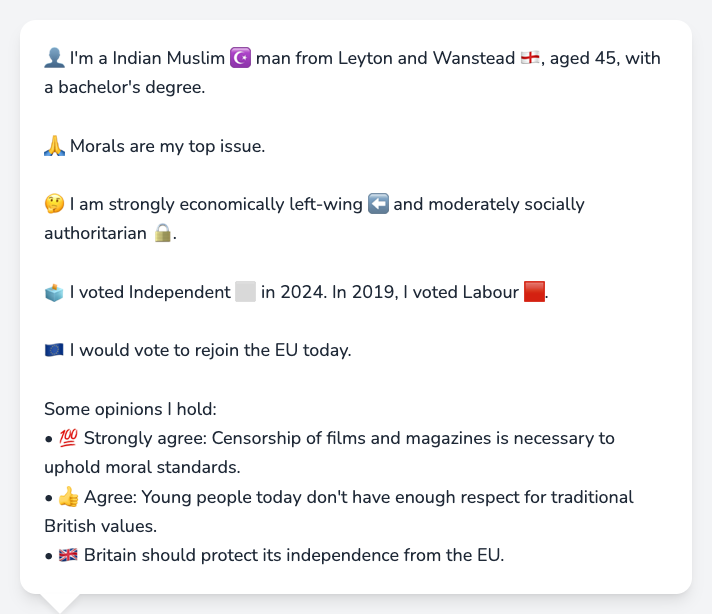 👤 I'm a Indian Muslim ☪️ man from Leyton and Wanstead 🏴󠁧󠁢󠁥󠁮󠁧󠁿, aged 45, with
a bachelor's degree.
🙏 Morals are my top issue.
🤔 I am strongly economically left-wing ⬅️ and moderately socially
authoritarian 🔒.
🗳️ I voted Independent ⬜ in 2024. In 2019, I voted Labour 🟥.
🇪🇺 I would vote to rejoin the EU today.
Some opinions I hold:
• 💯 Strongly agree: Censorship of films and magazines is necessary to
uphold moral standards.
• 👍 Agree: Young people today don't have enough respect for traditional
British values.
• 🇬🇧 Britain should protect its independence from the EU.